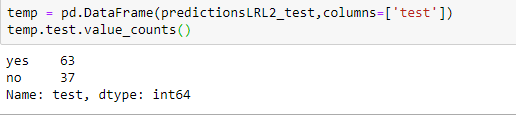 temp = pd.DataFrame(predictionsLRL2_test,columns=['test'])
temp.test.value_counts()
yes    63
no     37
Name: test, dtype: int64